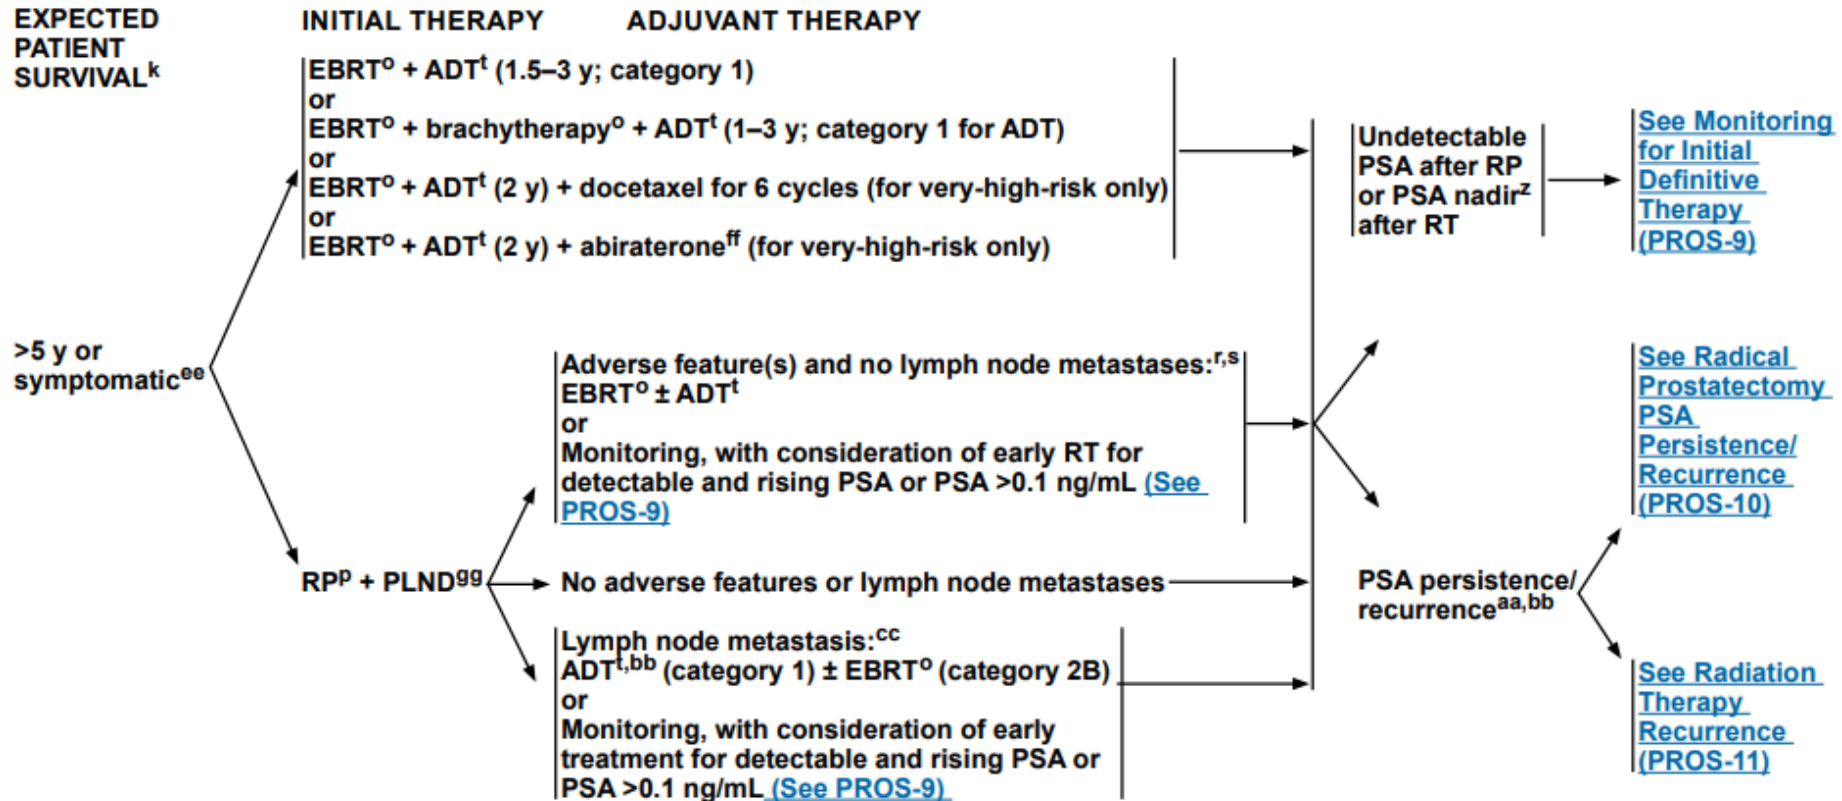 EXPECTED
PATIENT
SURVIVALᵏ
INITIAL THERAPY
ADJUVANT THERAPY
>5 y or
symptomaticᵉᵉ
EBRTᵒ + ADTᵗ (1.5–3 y; category 1)
or
EBRTᵒ + brachytherapyᵒ + ADTᵗ (1–3 y; category 1 for ADT)
or
EBRTᵒ + ADTᵗ (2 y) + docetaxel for 6 cycles (for very-high-risk only)
or
EBRTᵒ + ADTᵗ (2 y) + abirateroneᶠᶠ (for very-high-risk only)
RPᵖ + PLNDᵍᵍ
Adverse feature(s) and no lymph node metastases:ʳ,ˢ
EBRTᵒ ± ADTᵗ
or
Monitoring, with consideration of early RT for
detectable and rising PSA or PSA >0.1 ng/mL (See
PROS-9)
No adverse features or lymph node metastases
Lymph node metastasis:ᶜᶜ
ADTᵗ,ᵇᵇ (category 1) ± EBRTᵒ (category 2B)
or
Monitoring, with consideration of early
treatment for detectable and rising PSA or
PSA >0.1 ng/mL (See PROS-9)
Undetectable
PSA after RP
or PSA nadirᶻ
after RT
See Monitoring
for Initial
Definitive
Therapy
(PROS-9)
PSA persistence/
recurrenceᵃᵃ,ᵇᵇ
See Radical
Prostatectomy
PSA
Persistence/
Recurrence
(PROS-10)
See Radiation
Therapy
Recurrence
(PROS-11)